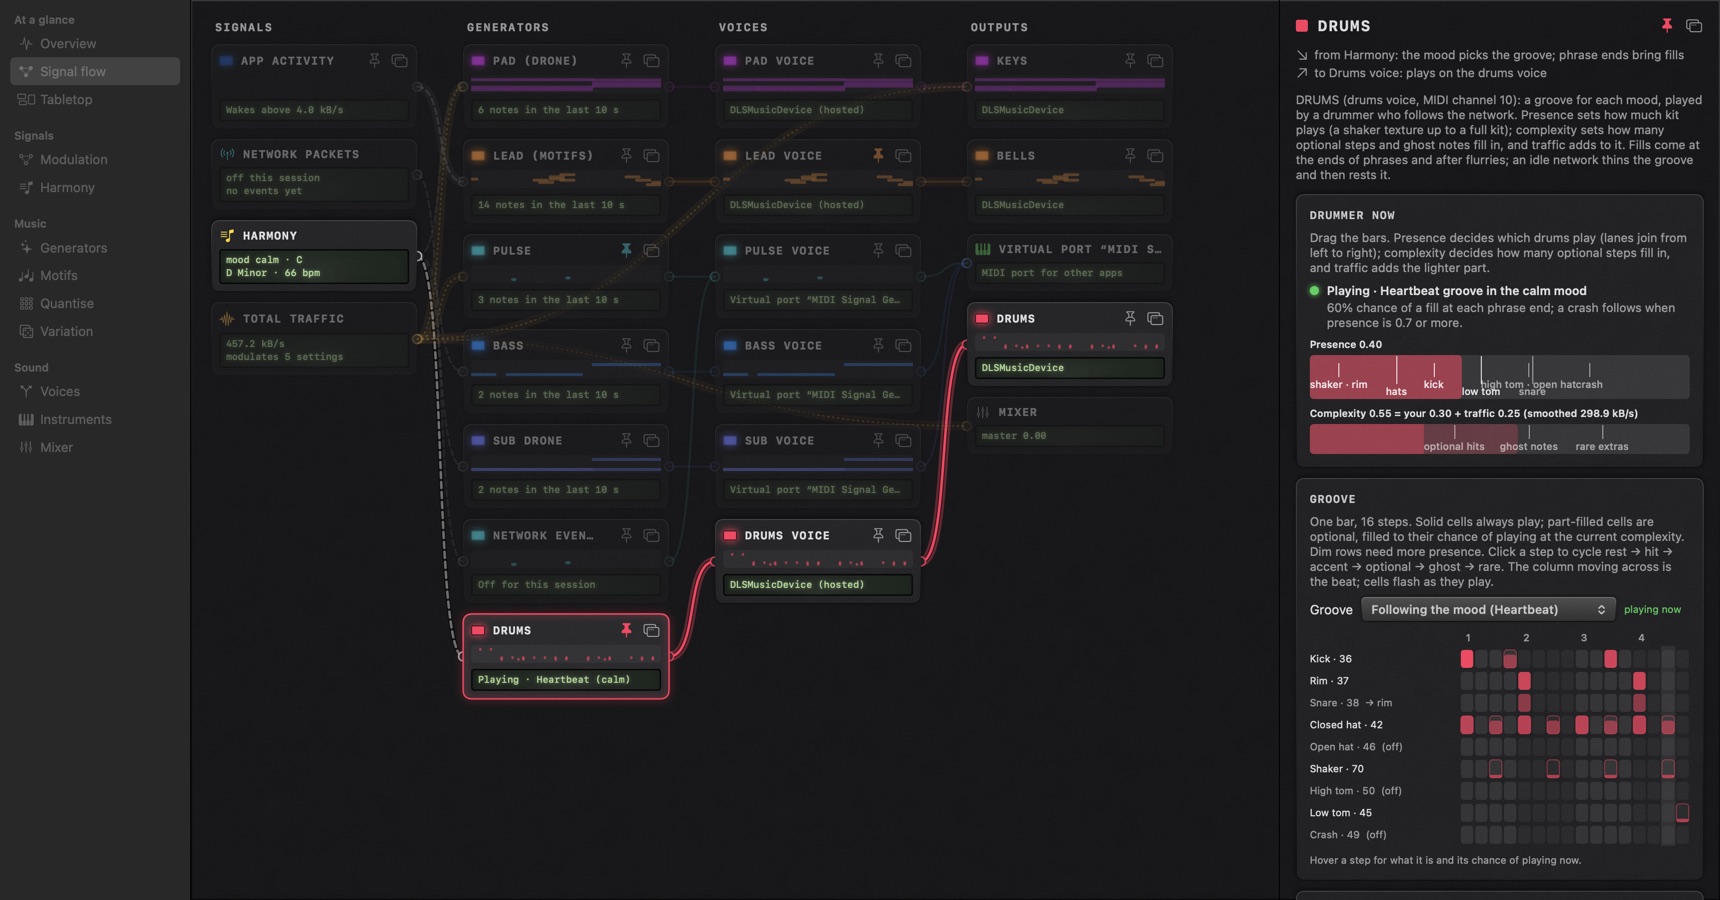 At a glance
Overview
Signal flow
Tabletop
Signals
Modulation
Harmony
Music
Generators
Motifs
Quantise
Variation
Sound
Voices
Instruments
Mixer
SIGNALS
APP ACTIVITY
Wakes above 4.0 kB/s
NETWORK PACKETS
off this session
no events yet
HARMONY
mood calm · C
D Minor · 66 bpm
TOTAL TRAFFIC
457.2 kB/s
modulates 5 settings
GENERATORS
PAD (DRONE)
6 notes in the last 10 s
LEAD (MOTIFS)
14 notes in the last 10 s
PULSE
3 notes in the last 10 s
BASS
2 notes in the last 10 s
SUB DRONE
2 notes in the last 10 s
NETWORK EVEN…
Off for this session
DRUMS
Playing · Heartbeat (calm)
VOICES
PAD VOICE
DLSMusicDevice (hosted)
LEAD VOICE
DLSMusicDevice (hosted)
PULSE VOICE
Virtual port “MIDI Signal Ge…
BASS VOICE
Virtual port “MIDI Signal Ge…
SUB VOICE
Virtual port “MIDI Signal Ge…
DRUMS VOICE
DLSMusicDevice (hosted)
OUTPUTS
KEYS
DLSMusicDevice
BELLS
DLSMusicDevice
VIRTUAL PORT “MIDI S…
MIDI port for other apps
DRUMS
DLSMusicDevice
MIXER
master 0.00
DRUMS
↘ from Harmony: the mood picks the groove; phrase ends bring fills
↗ to Drums voice: plays on the drums voice
DRUMS (drums voice, MIDI channel 10): a groove for each mood, played
by a drummer who follows the network. Presence sets how much kit
plays (a shaker texture up to a full kit); complexity sets how many
optional steps and ghost notes fill in, and traffic adds to it. Fills come at
the ends of phrases and after flurries; an idle network thins the groove
and then rests it.
DRUMMER NOW
Drag the bars. Presence decides which drums play (lanes join from
left to right); complexity decides how many optional steps fill in,
and traffic adds the lighter part.
Playing · Heartbeat groove in the calm mood
60% chance of a fill at each phrase end; a crash follows when
presence is 0.7 or more.
Presence 0.40
shaker · rim
hats
kick
low tom
high tom · open hat
snare
crash
Complexity 0.55 = your 0.30 + traffic 0.25 (smoothed 298.9 kB/s)
optional hits
ghost notes
rare extras
GROOVE
One bar, 16 steps. Solid cells always play; part-filled cells are
optional, filled to their chance of playing at the current complexity.
Dim rows need more presence. Click a step to cycle rest → hit →
accent → optional → ghost → rare. The column moving across is
the beat; cells flash as they play.
Groove Following the mood (Heartbeat) playing now
1 2 3 4
Kick · 36
Rim · 37
Snare · 38 → rim
Closed hat · 42
Open hat · 46 (off)
Shaker · 70
High tom · 50 (off)
Low tom · 45
Crash · 49 (off)
Hover a step for what it is and its chance of playing now.